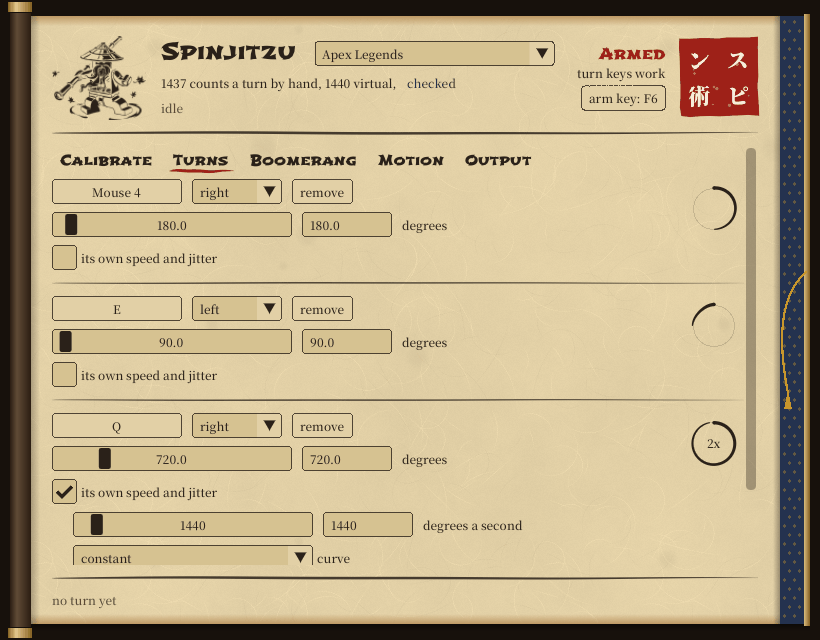 Spinjitzu
Apex Legends
1437 counts a turn by hand, 1440 virtual, checked
idle
Armed
turn keys work
arm key: F6
スピ
ン術
Calibrate Turns Boomerang Motion Output
Mouse 4 right remove
180.0 180.0 degrees
its own speed and jitter
E left remove
90.0 90.0 degrees
its own speed and jitter
Q right remove
720.0 720.0 degrees
2x
its own speed and jitter
1440 1440 degrees a second
constant curve
no turn yet